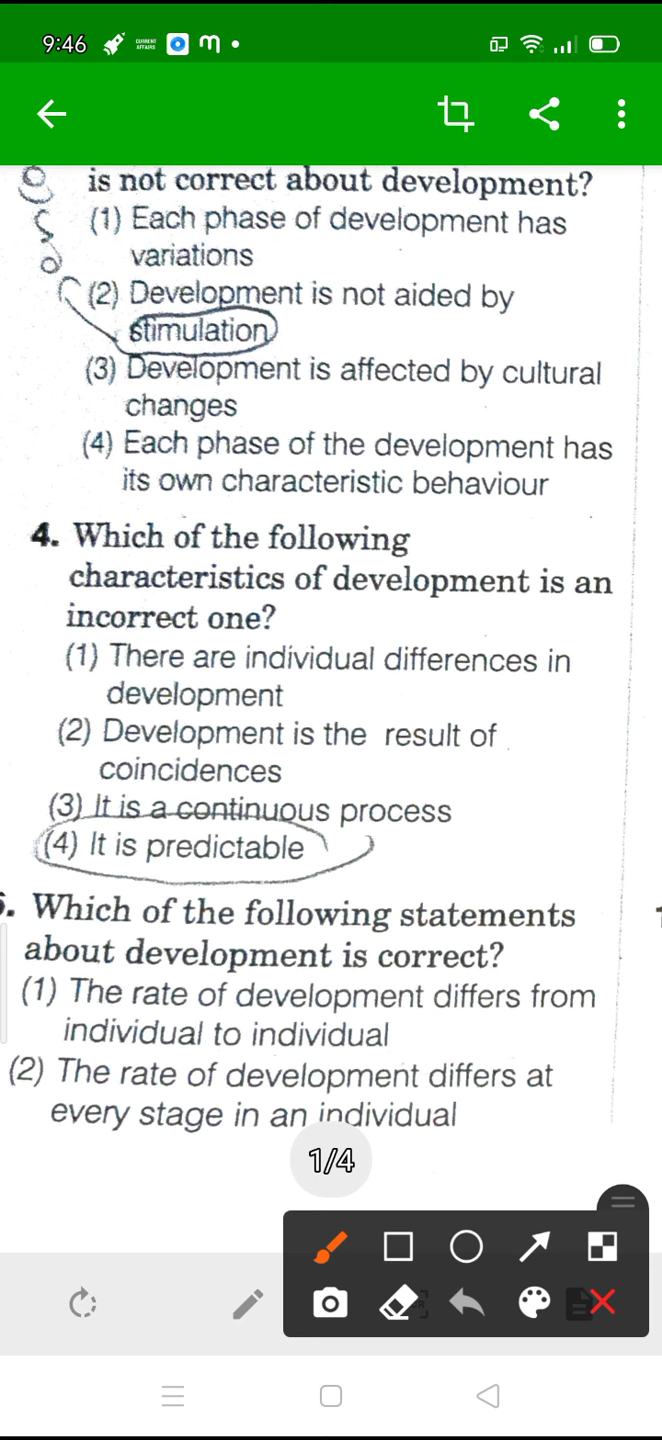 9:46
CURRENT
AFFAIRS
m
is not correct about development?
(1) Each phase of development has
variations
(2) Development is not aided by
stimulation
(3) Development is affected by cultural
changes
(4) Each phase of the development has
its own characteristic behaviour
4. Which of the following
characteristics of development is an
incorrect one?
(1) There are individual differences in
development
(2) Development is the result of
coincidences
(3) It is a continuous process
(4) It is predictable
5. Which of the following statements
about development is correct?
(1) The rate of development differs from
individual to individual
(2) The rate of development differs at
every stage in an individual
1/4